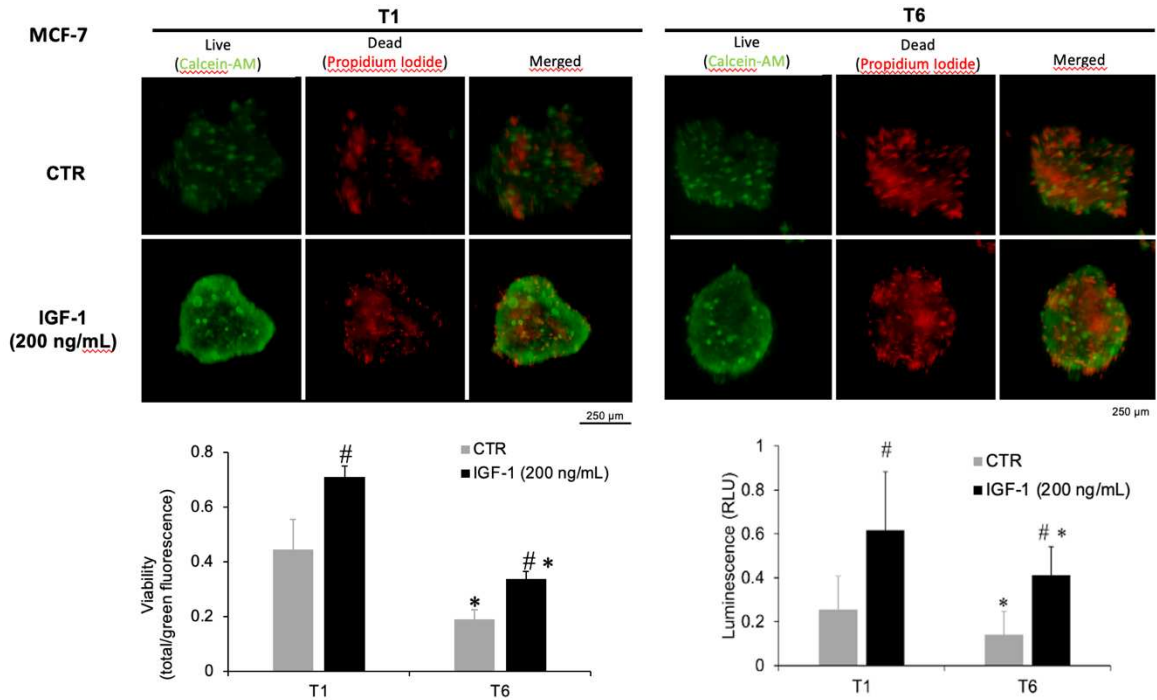 MCF-7
T1
Live
(Calcein-AM)
Dead
(Propidium Iodide)
Merged
T6
Live
(Calcein-AM)
Dead
(Propidium Iodide)
Merged
CTR
IGF-1
(200 ng/mL)
250 µm
250 µm
Viability
(total/green fluorescence)
0.8
0.6
0.4
0.2
0
CTR
IGF-1 (200 ng/mL)
#
*
# *
T1
T6
Luminescence (RLU)
1
0.8
0.6
0.4
0.2
0
CTR
IGF-1 (200 ng/mL)
#
*
# *
T1
T6